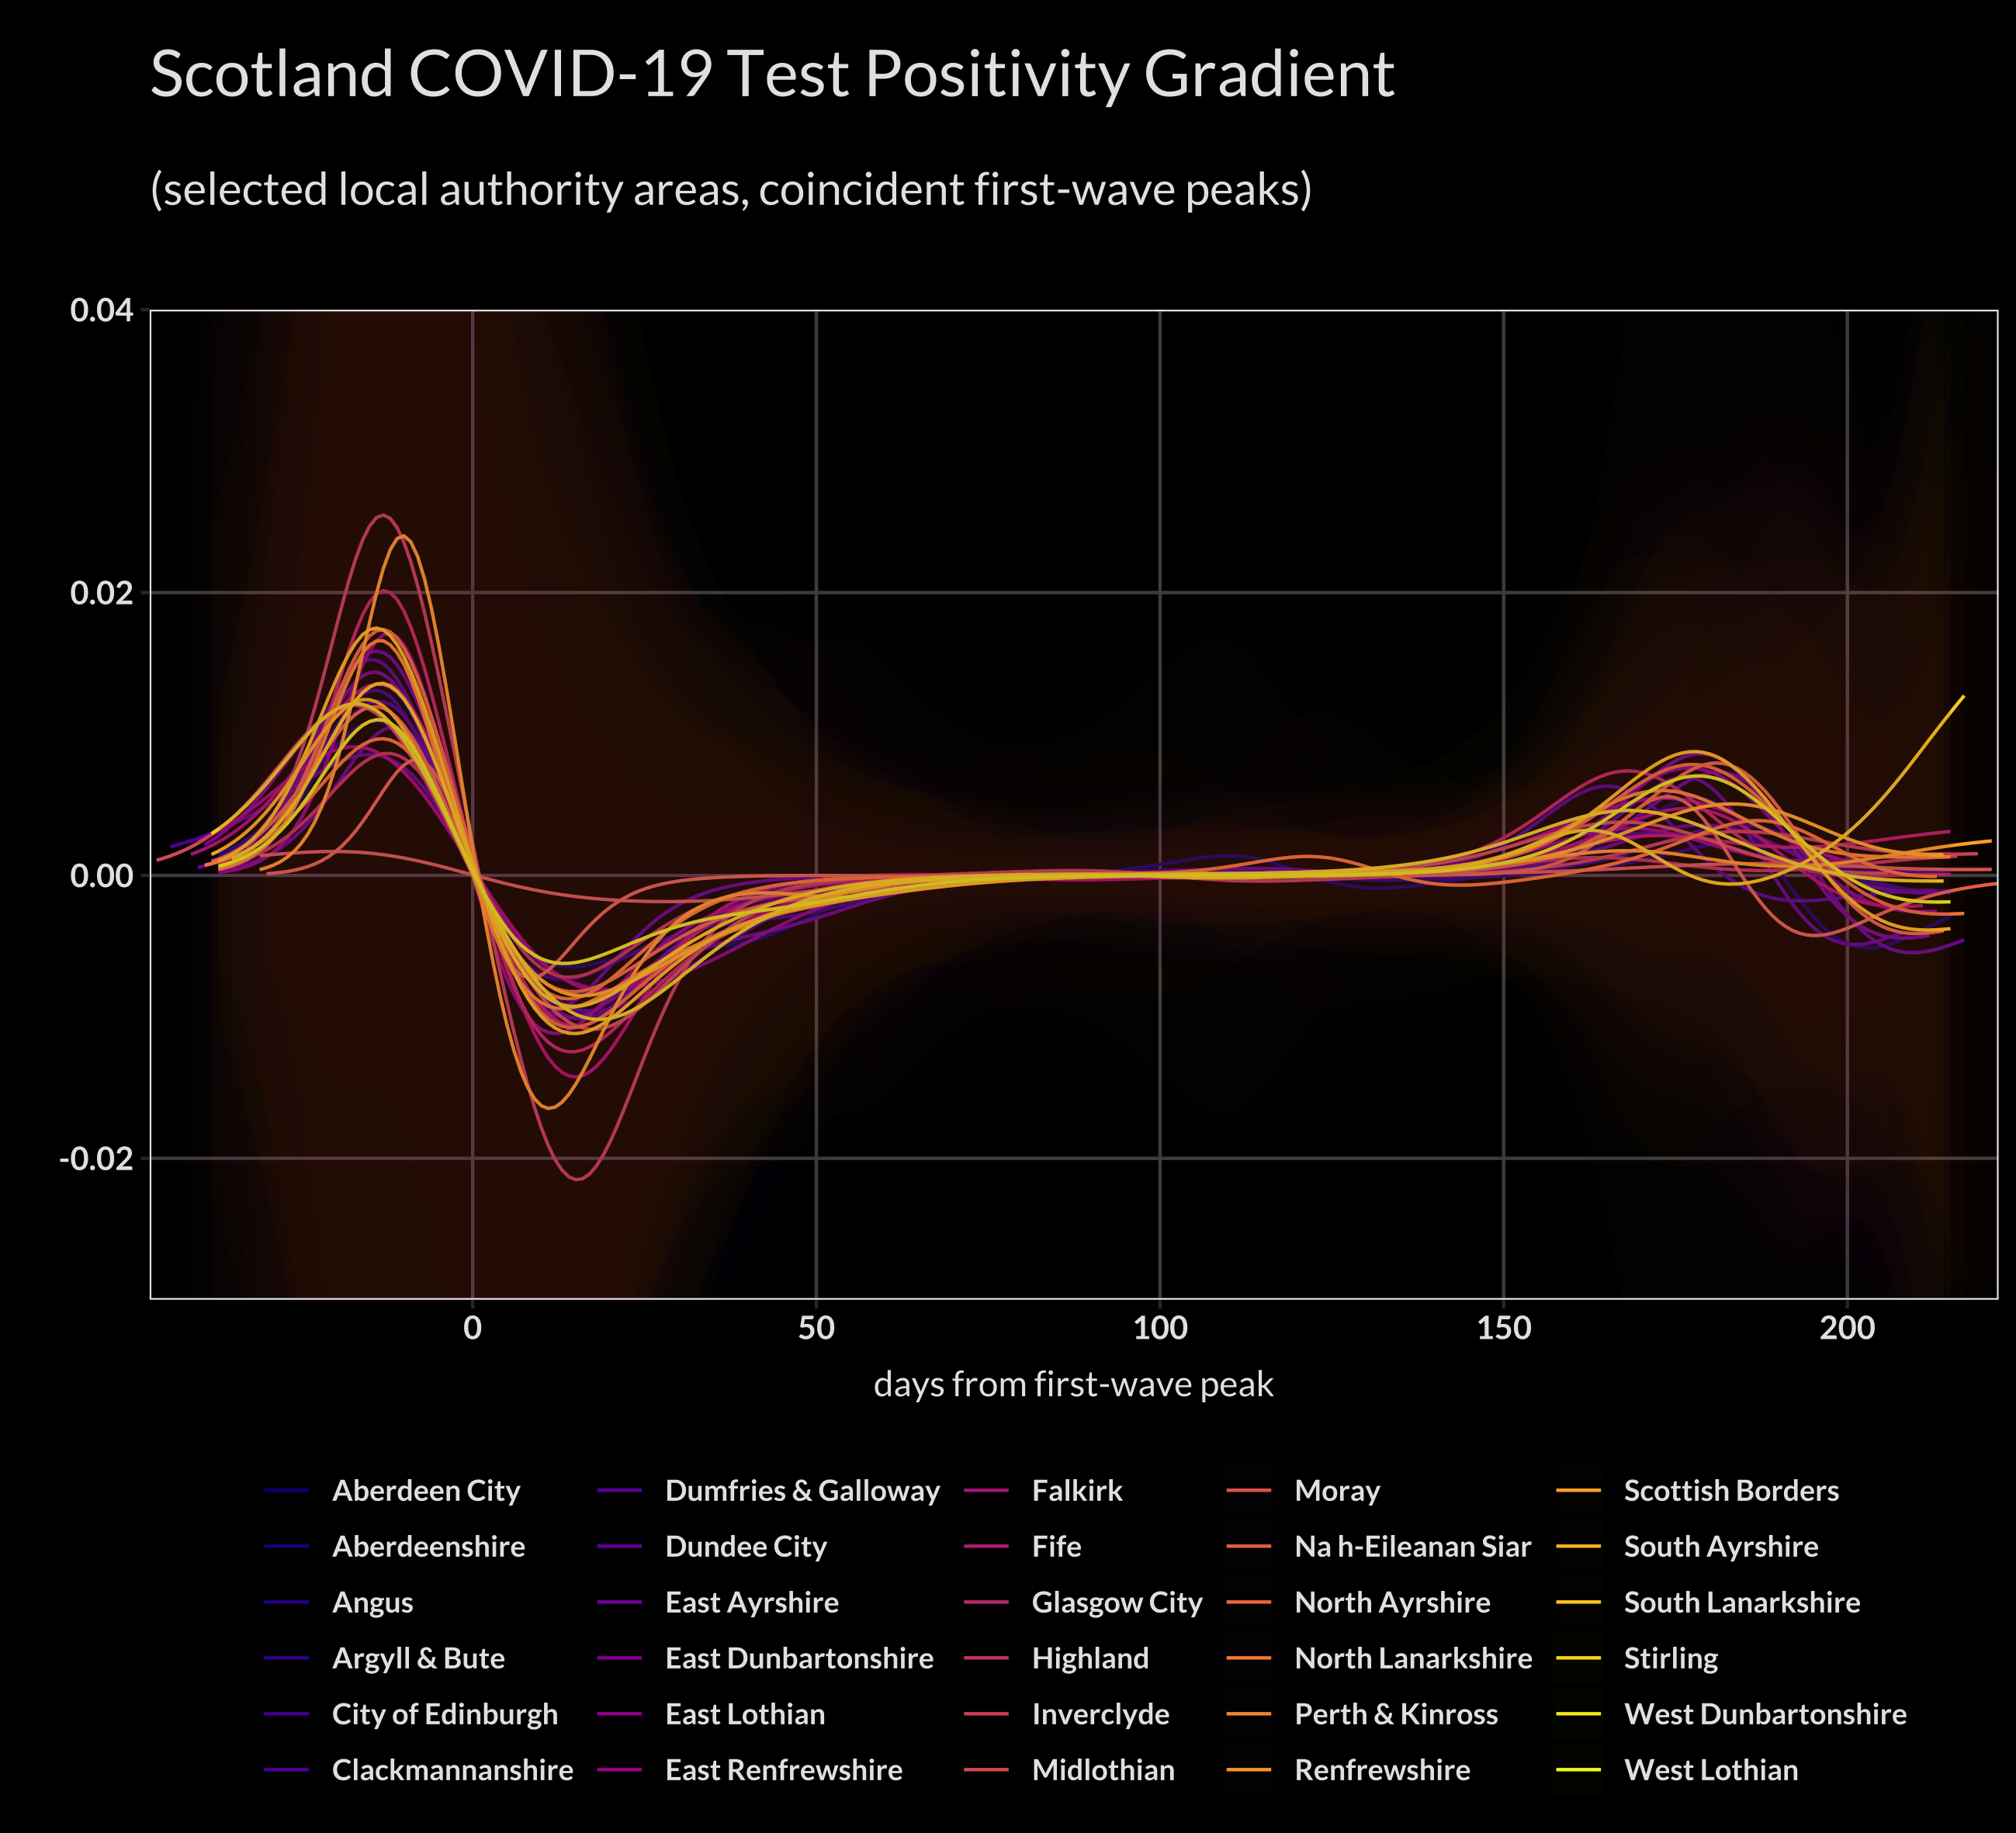 Scotland COVID-19 Test Positivity Gradient
(selected local authority areas, coincident first-wave peaks)
0.04
0.02
0.00
-0.02
0 50 100 150 200
days from first-wave peak
Aberdeen City Dumfries & Galloway Falkirk Moray Scottish Borders
Aberdeenshire Dundee City Fife Na h-Eileanan Siar South Ayrshire
Angus East Ayrshire Glasgow City North Ayrshire South Lanarkshire
Argyll & Bute East Dunbartonshire Highland North Lanarkshire Stirling
City of Edinburgh East Lothian Inverclyde Perth & Kinross West Dunbartonshire
Clackmannanshire East Renfrewshire Midlothian Renfrewshire West Lothian